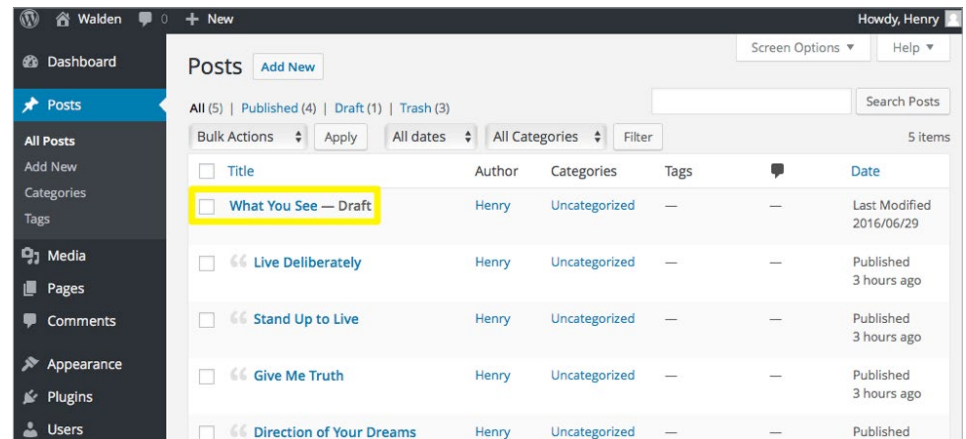 Walden 0 + New Howdy, Henry
Dashboard
Posts
All Posts
Add New
Categories
Tags
Media
Pages
Comments
Appearance
Plugins
Users
Screen Options ▼ Help ▼
Posts Add New
All (5) | Published (4) | Draft (1) | Trash (3)
Search Posts
Bulk Actions Apply All dates All Categories Filter 5 items
Title Author Categories Tags Date
What You See — Draft Henry Uncategorized — — Last Modified
2016/06/29
Live Deliberately Henry Uncategorized — — Published
3 hours ago
Stand Up to Live Henry Uncategorized — — Published
3 hours ago
Give Me Truth Henry Uncategorized — — Published
3 hours ago
Direction of Your Dreams Henry Uncategorized — — Published